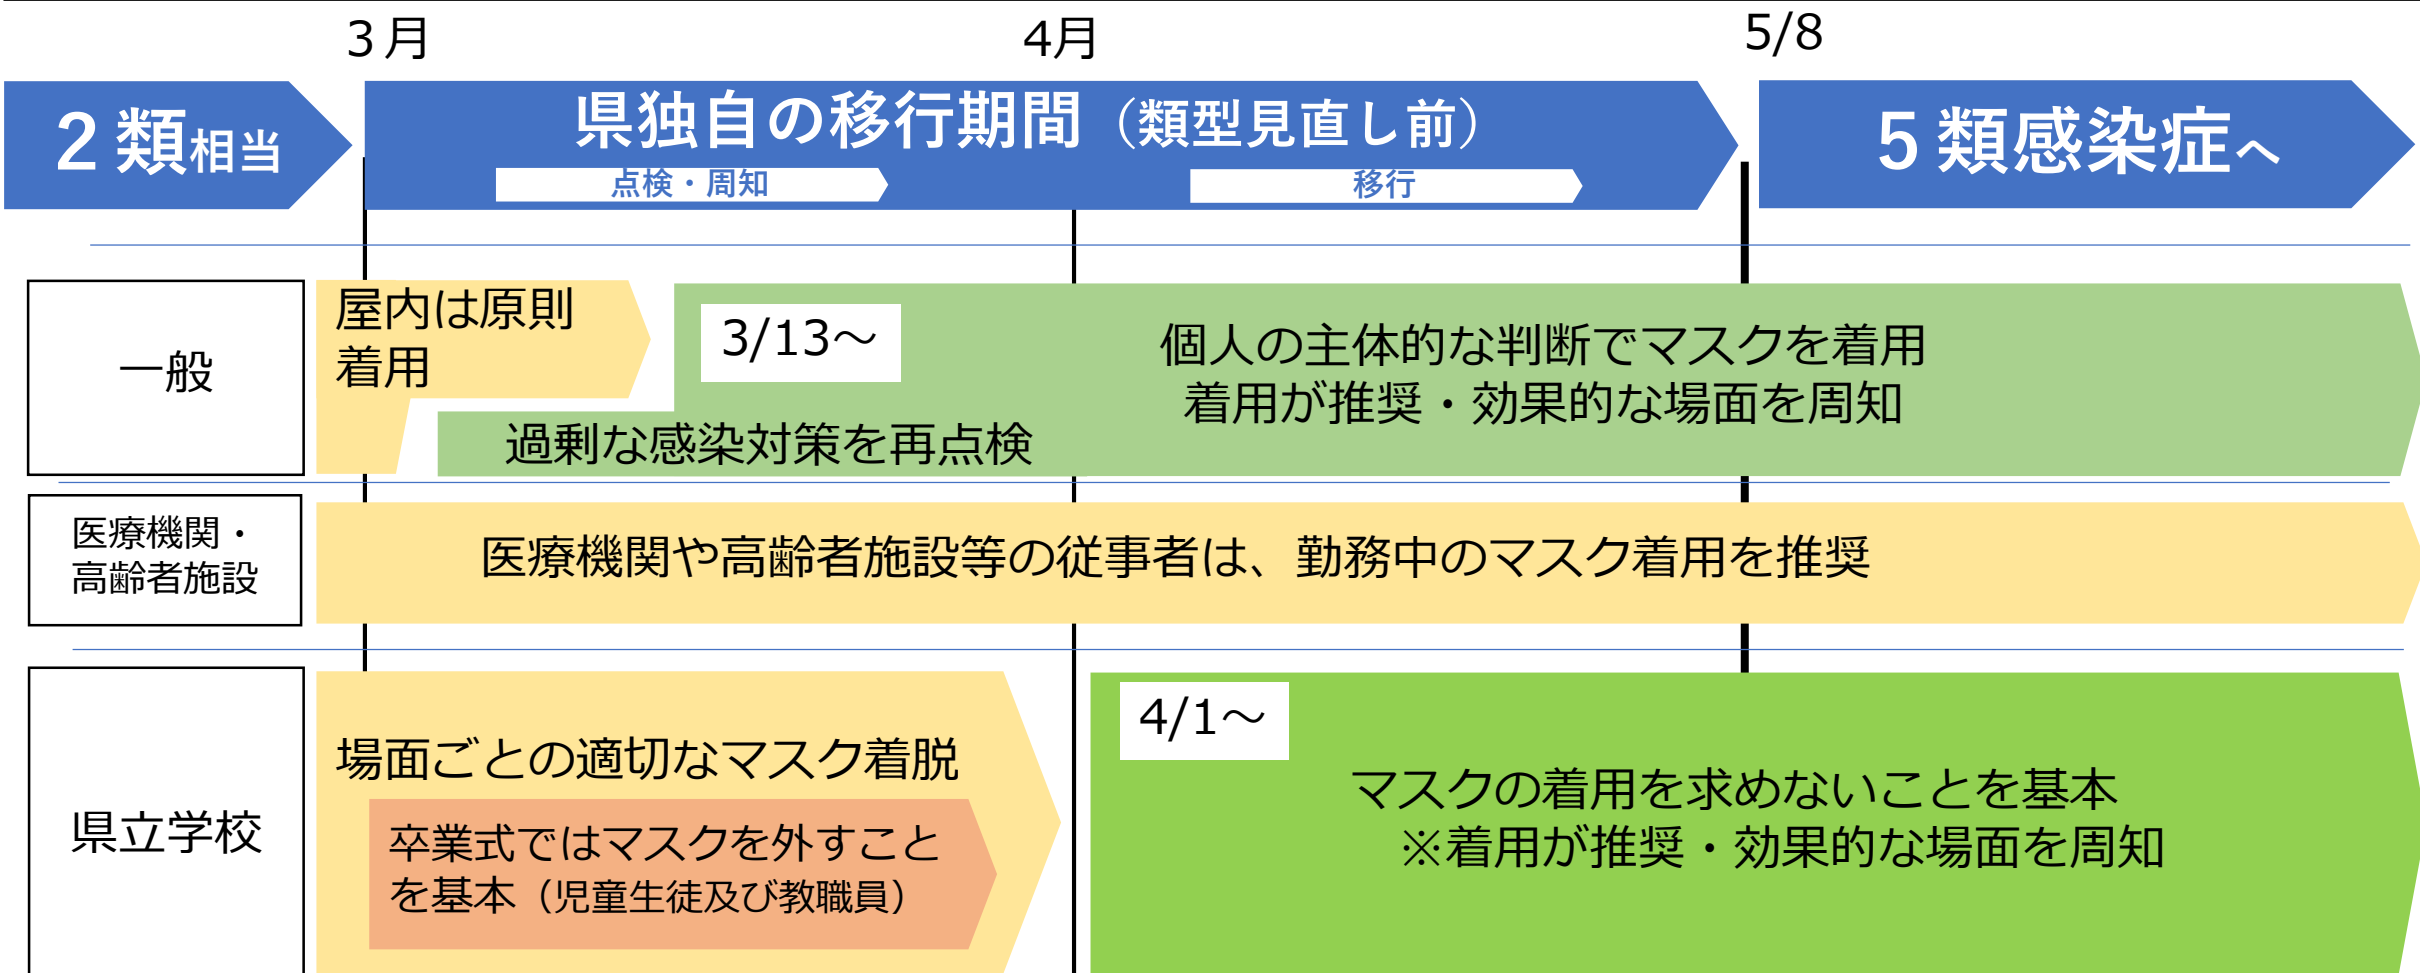 3月
4月
5/8
2類相当
県独自の移行期間（類型見直し前）
5類感染症へ
点検・周知
移行
一般
屋内は原則
着用
3/13～
個人の主体的な判断でマスクを着用
着用が推奨・効果的な場面を周知
過剰な感染対策を再点検
医療機関・
高齢者施設
医療機関や高齢者施設等の従事者は、勤務中のマスク着用を推奨
県立学校
場面ごとの適切なマスク着脱
卒業式ではマスクを外すこと
を基本（児童生徒及び教職員）
4/1～
マスクの着用を求めないことを基本
※着用が推奨・効果的な場面を周知